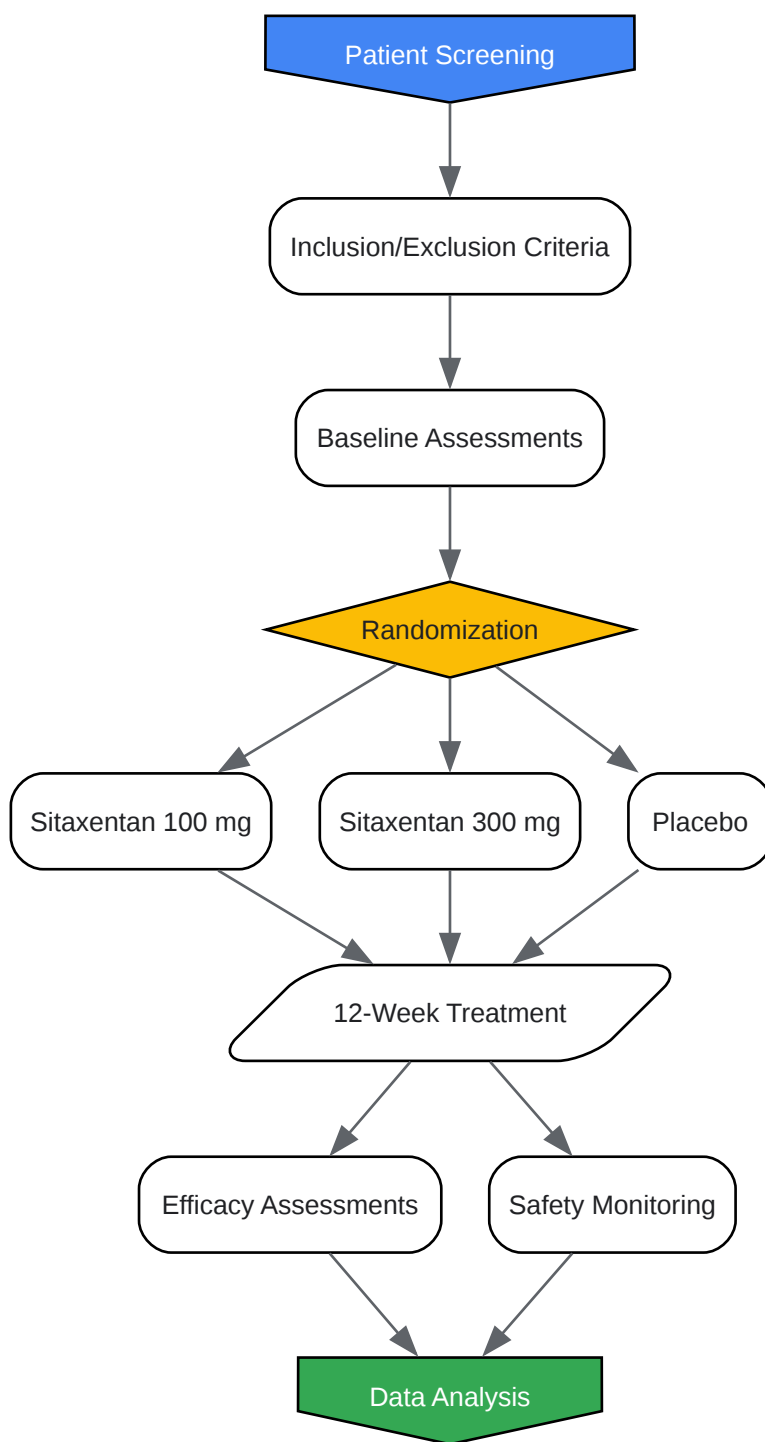 Patient Screening
Inclusion/Exclusion Criteria
Baseline Assessments
Randomization
Sitaxentan 100 mg
Sitaxentan 300 mg
Placebo
12-Week Treatment
Efficacy Assessments
Safety Monitoring
Data Analysis